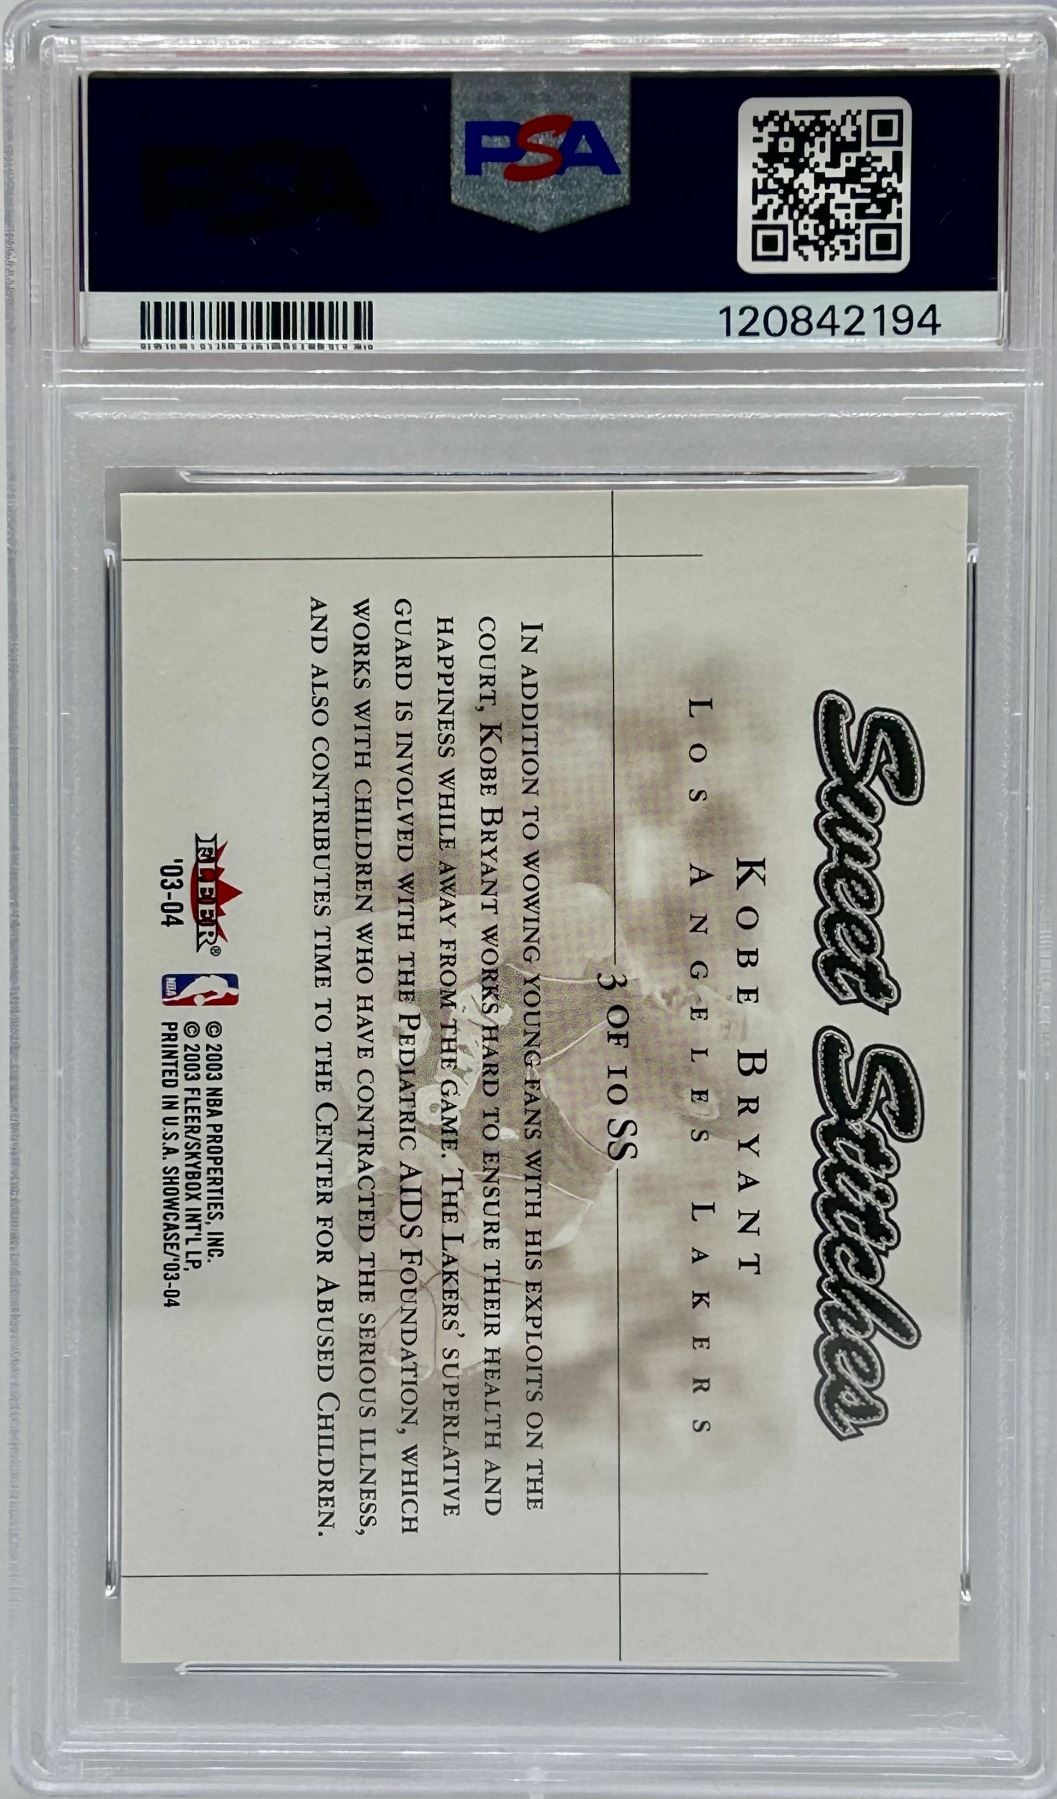 PSA
120842194
Sweet Stitches
KOBE BRYANT
LOS ANGELES LAKERS
3 OF 10 SS
IN ADDITION TO WOWING YOUNG FANS WITH HIS EXPLOITS ON THE
COURT, KOBE BRYANT WORKS HARD TO ENSURE THEIR HEALTH AND
HAPPINESS WHILE AWAY FROM THE GAME. THE LAKERS' SUPERLATIVE
GUARD IS INVOLVED WITH THE PEDIATRIC AIDS FOUNDATION, WHICH
WORKS WITH CHILDREN WHO HAVE CONTRACTED THE SERIOUS ILLNESS,
AND ALSO CONTRIBUTES TIME TO THE CENTER FOR ABUSED CHILDREN.
FLEER®
'03-04
NBA
© 2003 NBA PROPERTIES, INC.
© 2003 FLEER/SKYBOX INT'L LP,
PRINTED IN U.S.A. SHOWCASE/'03-04